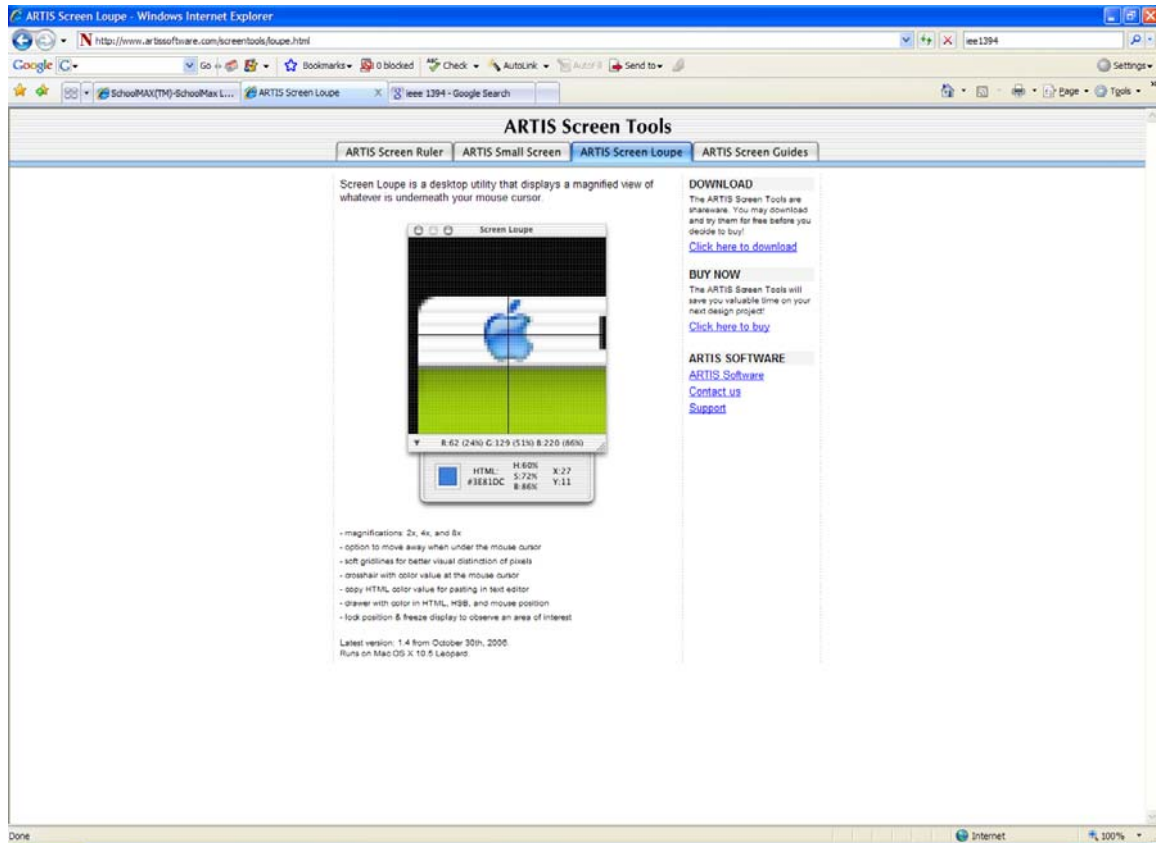 ARTIS Screen Loupe - Windows Internet Explorer
http://www.artissoftware.com/screentools/loupe.html
iee1394
Google
Go
Bookmarks
0 blocked
Check
AutoLink
AutoFill
Send to
Settings
SchoolMAX(TM)-SchoolMax L...
ARTIS Screen Loupe
ieee 1394 - Google Search
Page
Tools
ARTIS Screen Tools
ARTIS Screen Ruler
ARTIS Small Screen
ARTIS Screen Loupe
ARTIS Screen Guides
Screen Loupe is a desktop utility that displays a magnified view of
whatever is underneath your mouse cursor.
Screen Loupe
R:62 (24%) G:129 (51%) B:220 (86%)
HTML:
#3E81DC
H:60%
S:72%
B:86%
X:27
Y:11
- magnifications: 2x, 4x, and 8x
- option to move away when under the mouse cursor
- soft gridlines for better visual distinction of pixels
- crosshair with color value at the mouse cursor
- copy HTML color value for pasting in text editor
- drawer with color in HTML, HSB, and mouse position
- lock position & freeze display to observe an area of interest
Latest version: 1.4 from October 30th, 2006.
Runs on Mac OS X 10.5 Leopard.
DOWNLOAD
The ARTIS Screen Tools are
shareware. You may download
and try them for free before you
decide to buy!
Click here to download
BUY NOW
The ARTIS Screen Tools will
save you valuable time on your
next design project!
Click here to buy
ARTIS SOFTWARE
ARTIS Software
Contact us
Support
Done
Internet
100%